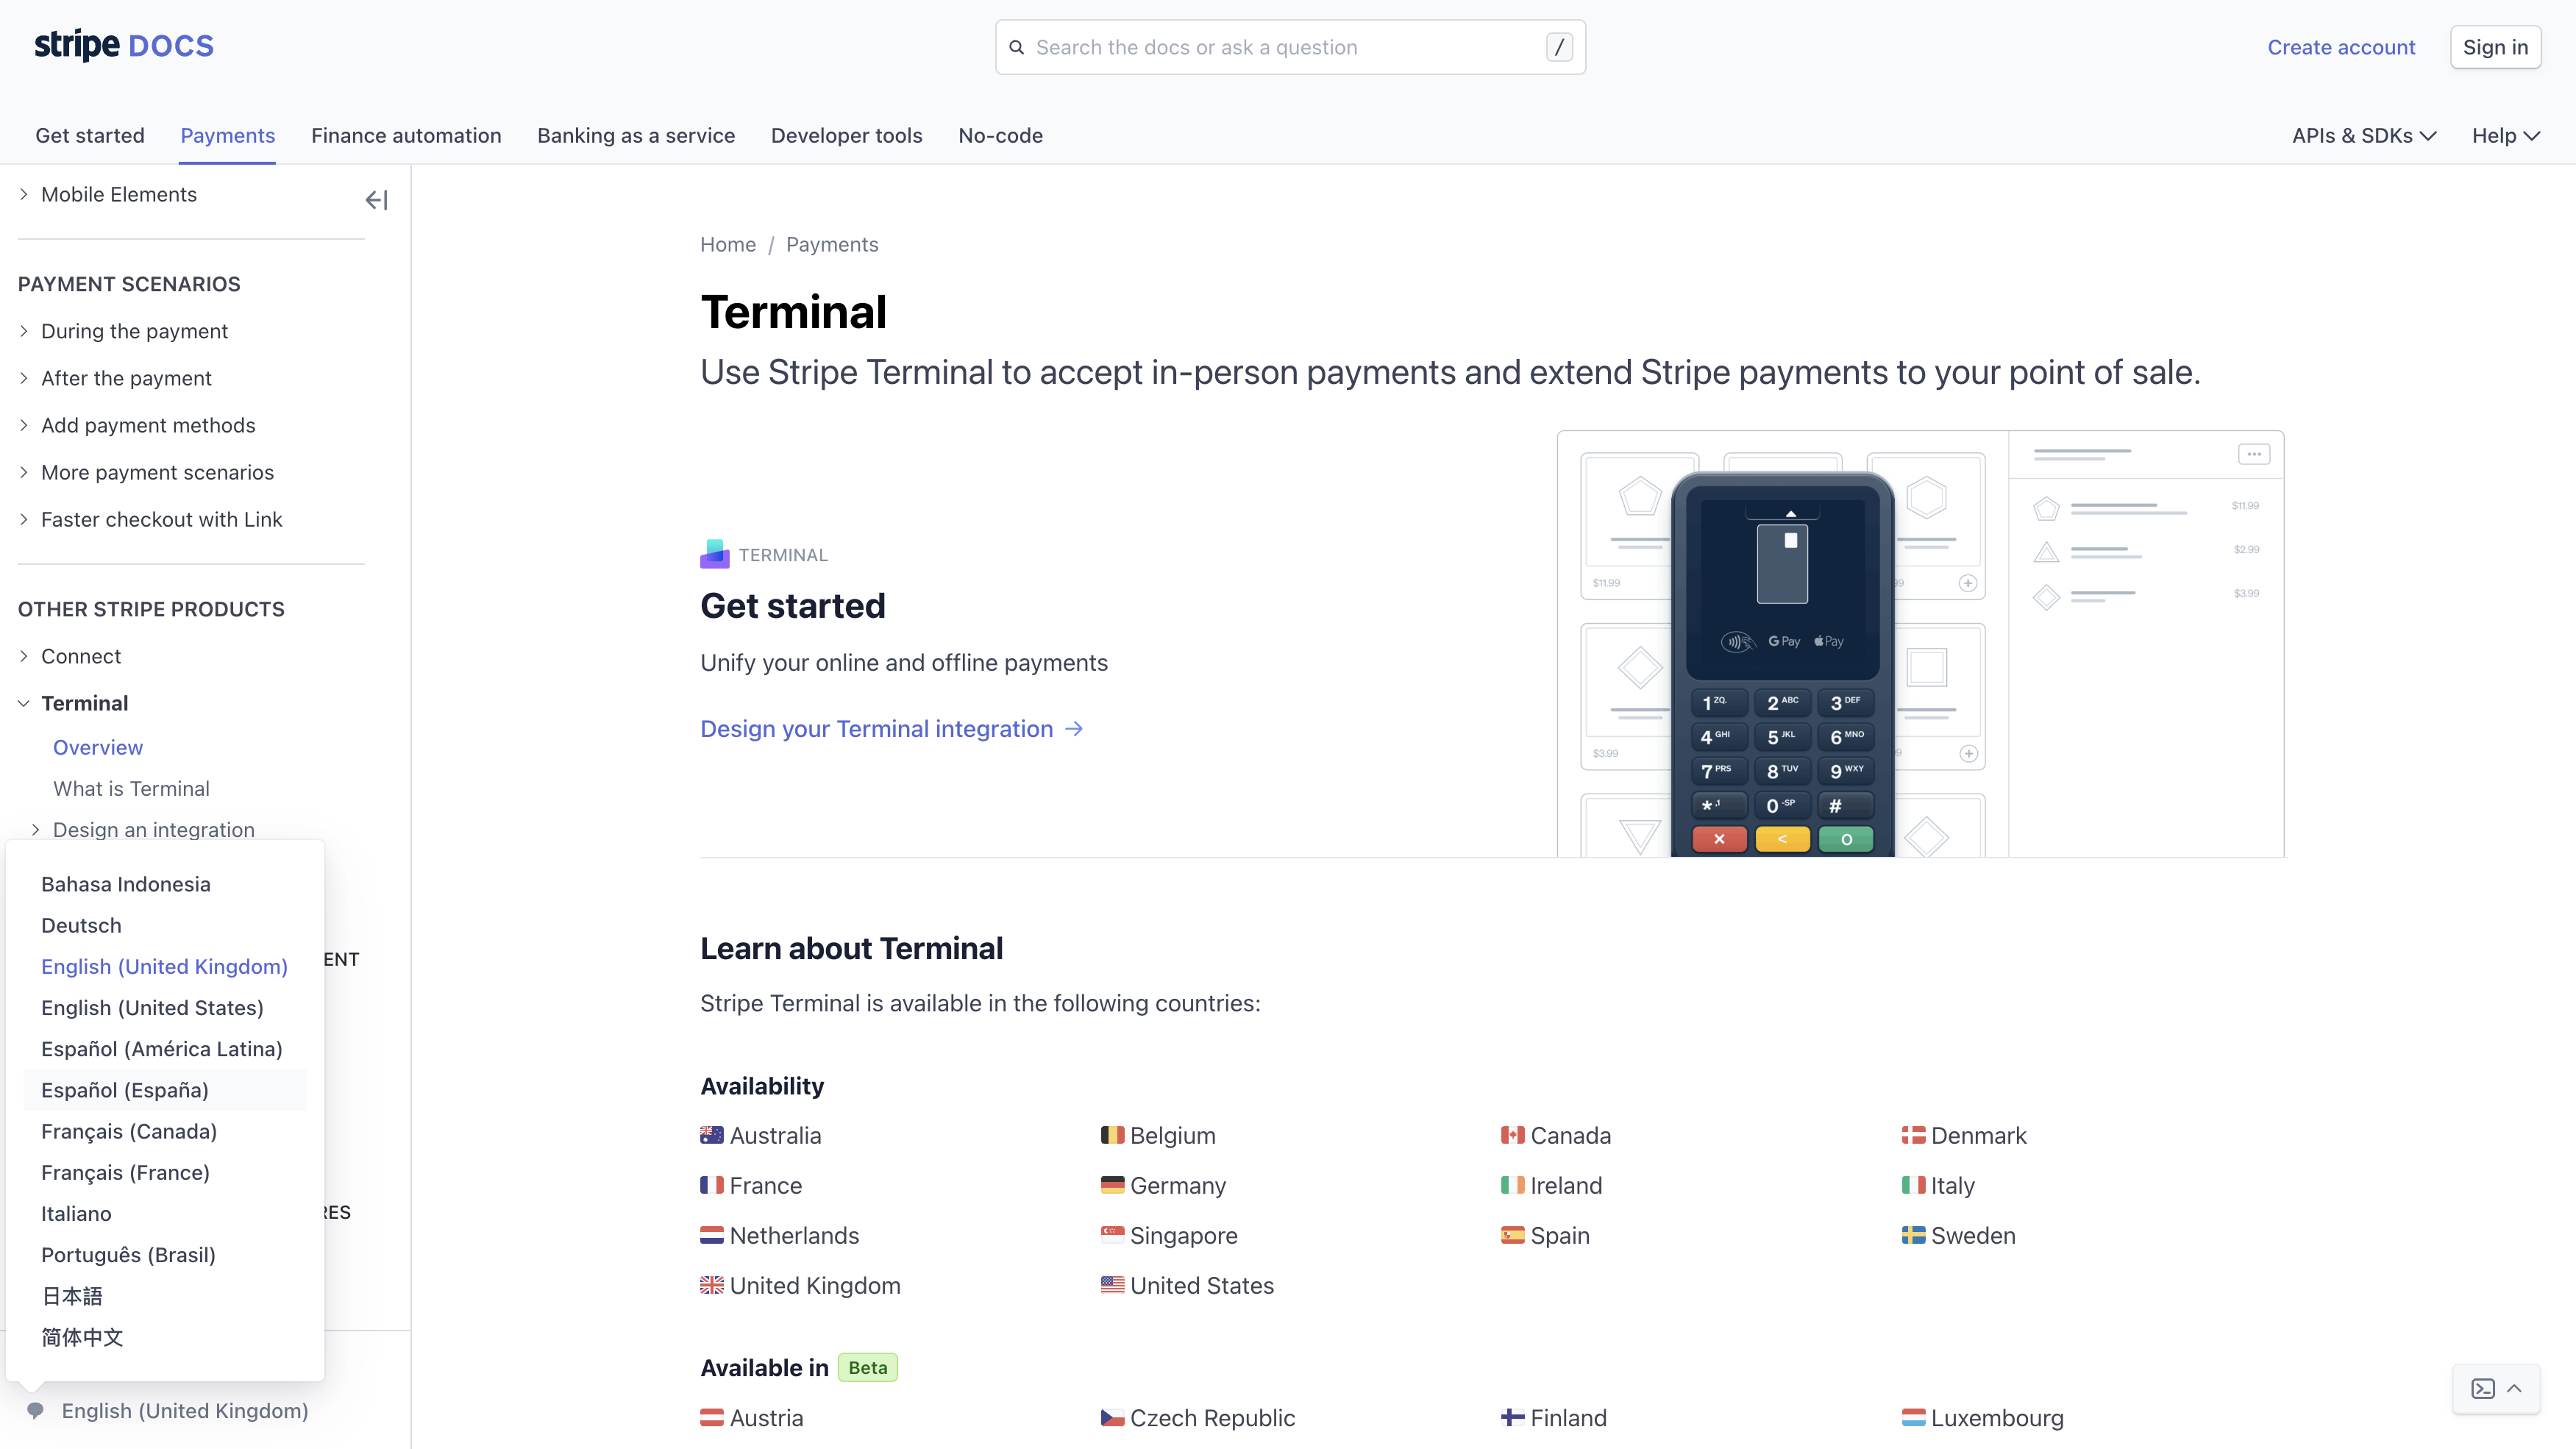 stripe DOCS
Search the docs or ask a question
/
Create account
Sign in
Get started
Payments
Finance automation
Banking as a service
Developer tools
No-code
APIs & SDKs
Help
Mobile Elements
PAYMENT SCENARIOS
During the payment
After the payment
Add payment methods
More payment scenarios
Faster checkout with Link
OTHER STRIPE PRODUCTS
Connect
Terminal
Overview
What is Terminal
Design an integration
ENT
RES
Bahasa Indonesia
Deutsch
English (United Kingdom)
English (United States)
Español (América Latina)
Español (España)
Français (Canada)
Français (France)
Italiano
Português (Brasil)
日本語
简体中文
English (United Kingdom)
Home / Payments
Terminal
Use Stripe Terminal to accept in-person payments and extend Stripe payments to your point of sale.
TERMINAL
Get started
Unify your online and offline payments
Design your Terminal integration →
$11.99
99
$3.99
9
$11.99
$2.99
$3.99
G Pay Pay
1 ZQ. 2 ABC 3 DEF
4 GHI 5 JKL 6 MNO
7 PRS 8 TUV 9 WXY
* ,1 0 -SP #
× < O
Learn about Terminal
Stripe Terminal is available in the following countries:
Availability
Australia Belgium Canada Denmark
France Germany Ireland Italy
Netherlands Singapore Spain Sweden
United Kingdom United States
Available in Beta
Austria Czech Republic Finland Luxembourg